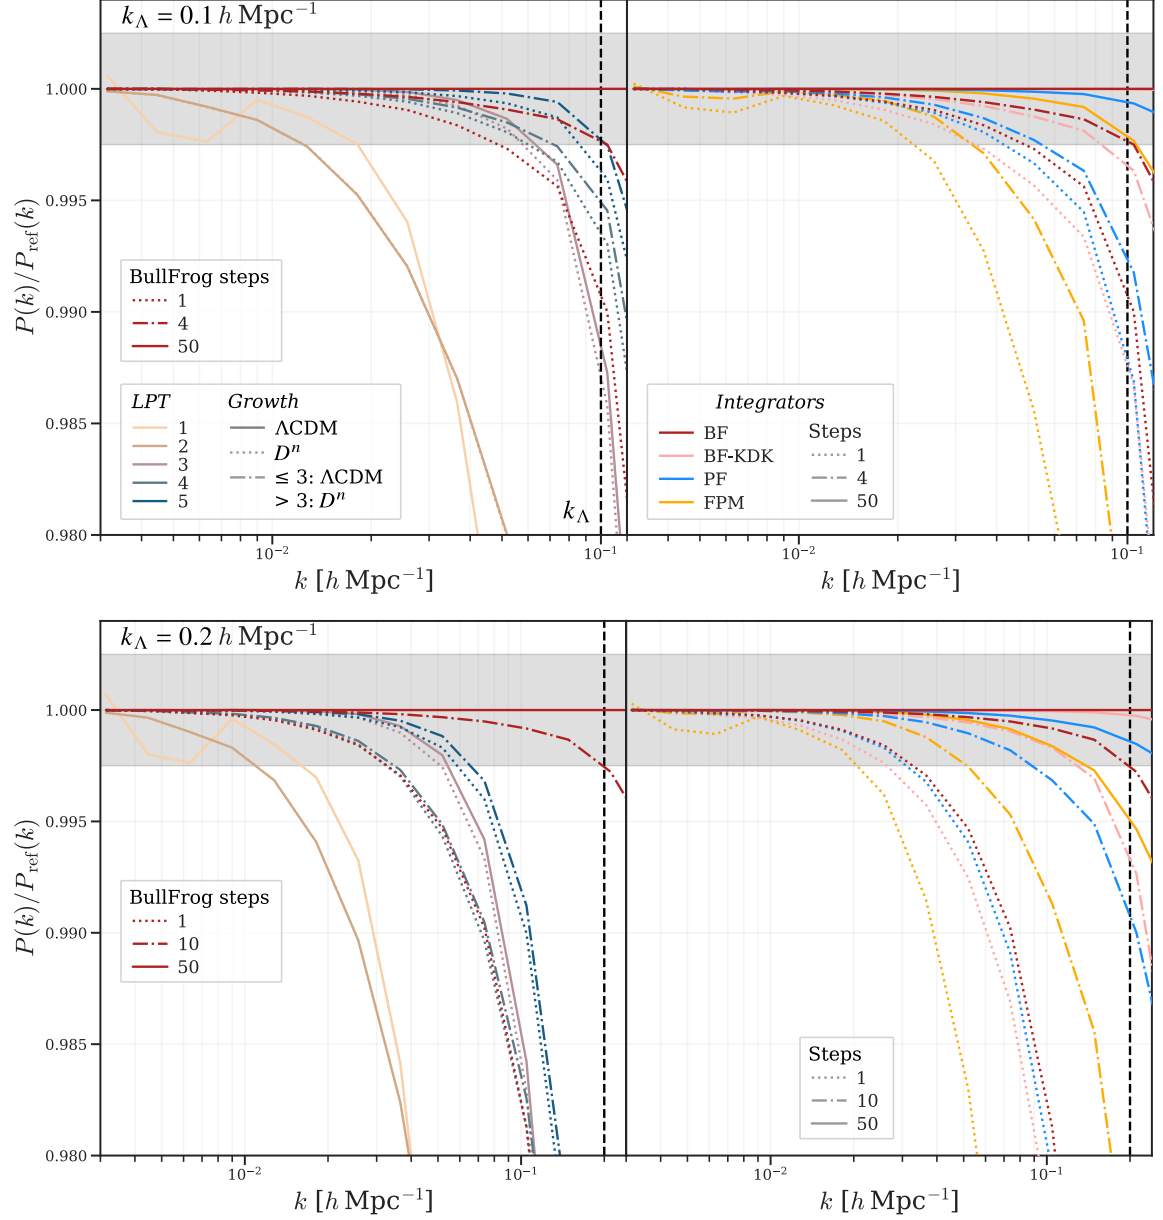 k_Λ = 0.1 h Mpc⁻¹
P(k)/P_ref(k)
1.000
0.995
0.990
0.985
0.980
BullFrog steps
1
4
50
LPT
1
2
3
4
5
Growth
ΛCDM
Dⁿ
≤ 3: ΛCDM
> 3: Dⁿ
k_Λ
10⁻²
10⁻¹
k [h Mpc⁻¹]
Integrators
BF
BF-KDK
PF
FPM
Steps
1
4
50
10⁻²
10⁻¹
k [h Mpc⁻¹]
k_Λ = 0.2 h Mpc⁻¹
P(k)/P_ref(k)
1.000
0.995
0.990
0.985
0.980
BullFrog steps
1
10
50
10⁻²
10⁻¹
k [h Mpc⁻¹]
Steps
1
10
50
10⁻²
10⁻¹
k [h Mpc⁻¹]